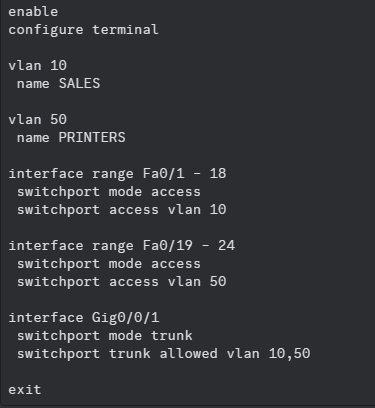 enable
configure terminal
vlan 10
name SALES
vlan 50
name PRINTERS
interface range Fa0/1 - 18
switchport mode access
switchport access vlan 10
interface range Fa0/19 - 24
switchport mode access
switchport access vlan 50
interface Gig0/0/1
switchport mode trunk
switchport trunk allowed vlan 10,50
exit